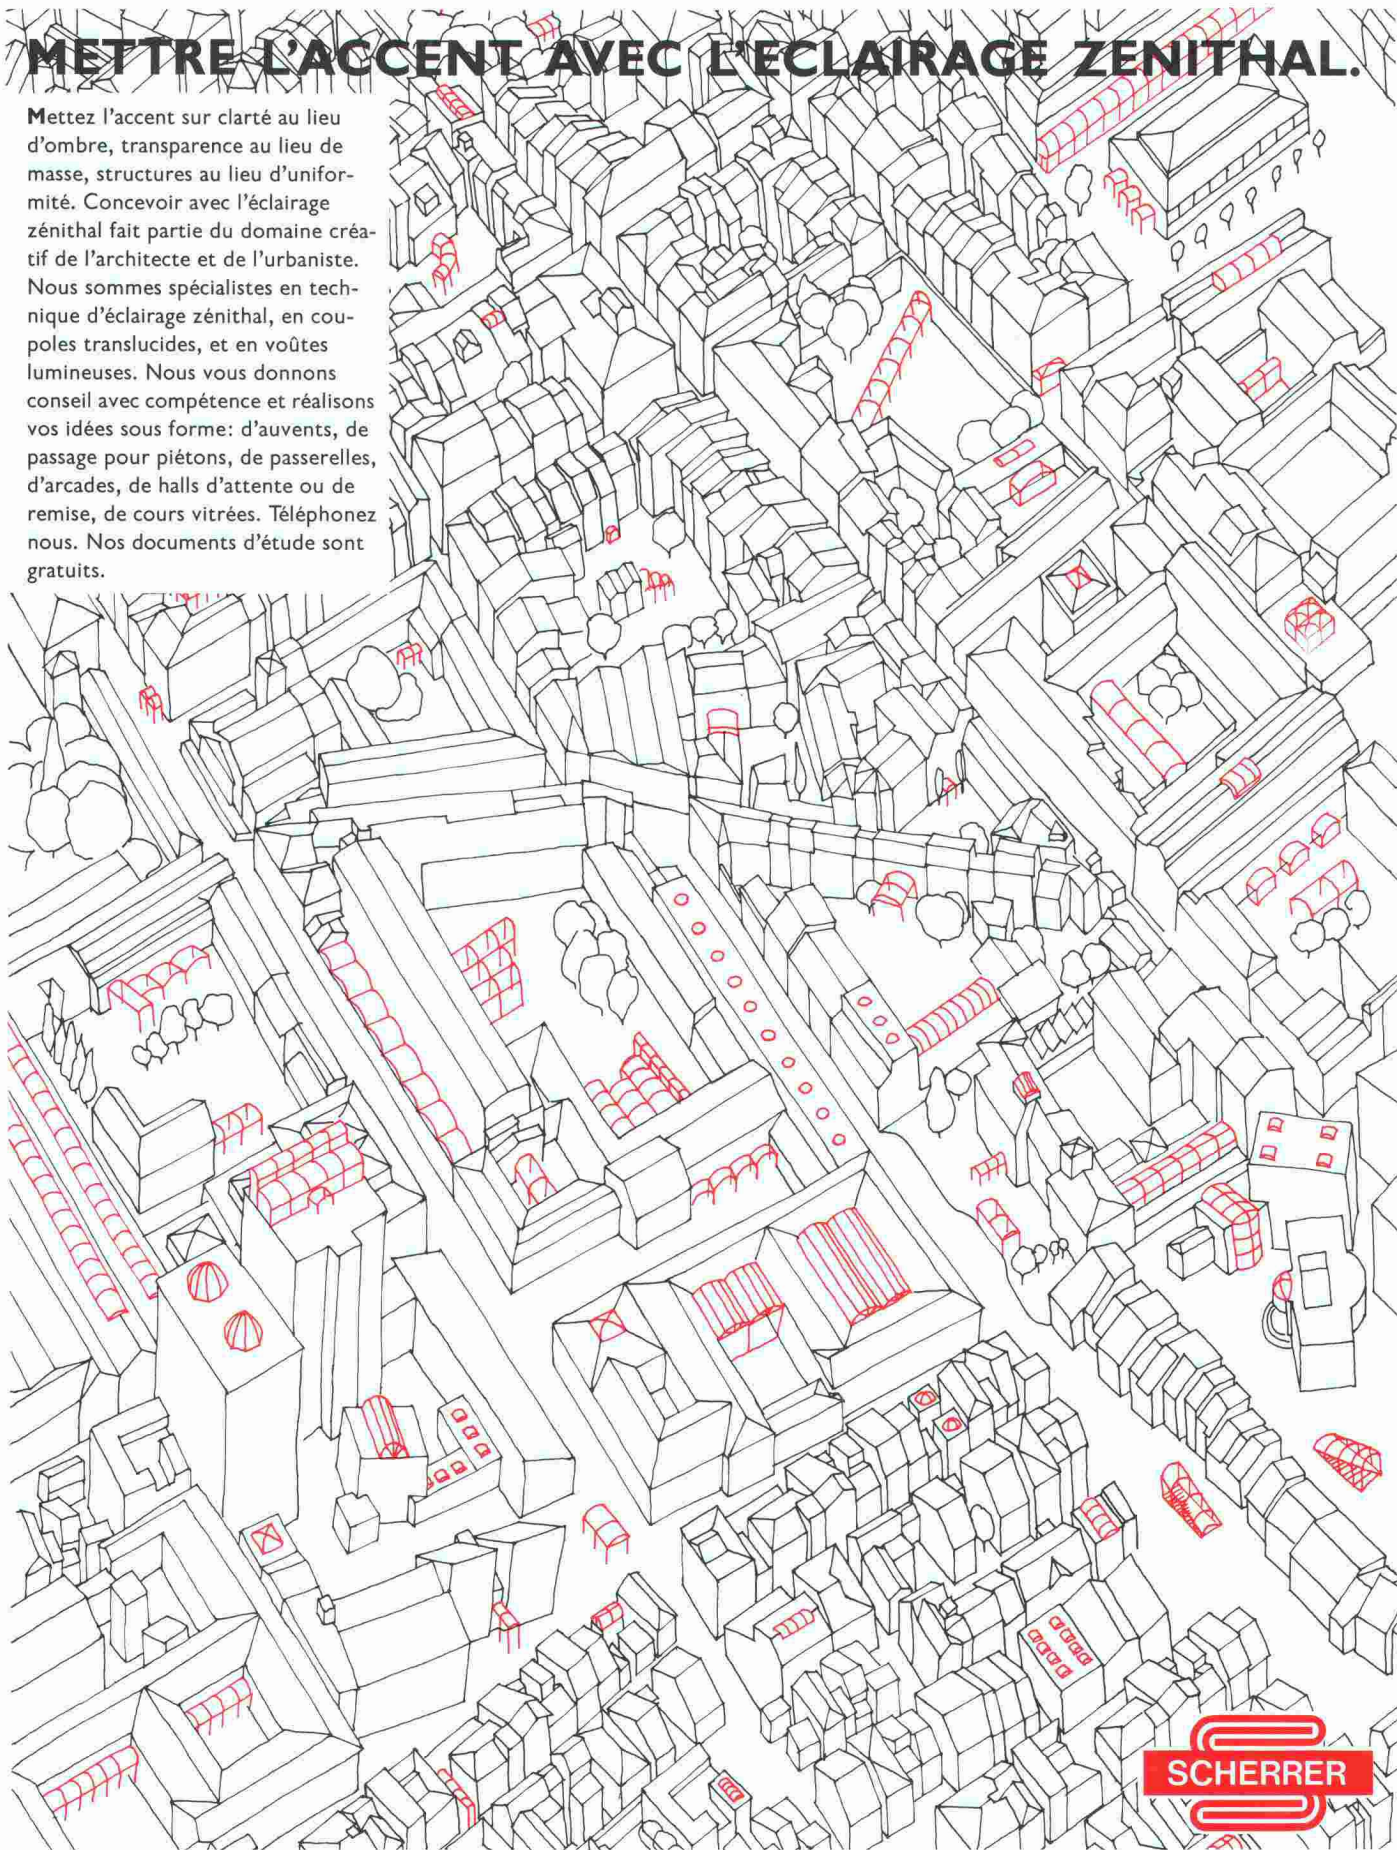 METTRE L'ACCENT AVEC L'ECLAIRAGE ZENITHAL.
Mettez l'accent sur clarté au lieu
d'ombre, transparence au lieu de
masse, structures au lieu d'unifor-
mité. Concevoir avec l'éclairage
zénithal fait partie du domaine créa-
tif de l'architecte et de l'urbaniste.
Nous sommes spécialistes en tech-
nique d'éclairage zénithal, en cou-
poles translucides, et en voûtes
lumineuses. Nous vous donnons
conseil avec compétence et réalisons
vos idées sous forme: d'auvents, de
passage pour piétons, de passerelles,
d'arcades, de halls d'attente ou de
remise, de cours vitrées. Téléphonez
nous. Nos documents d'étude sont
gratuits.
SCHERRER